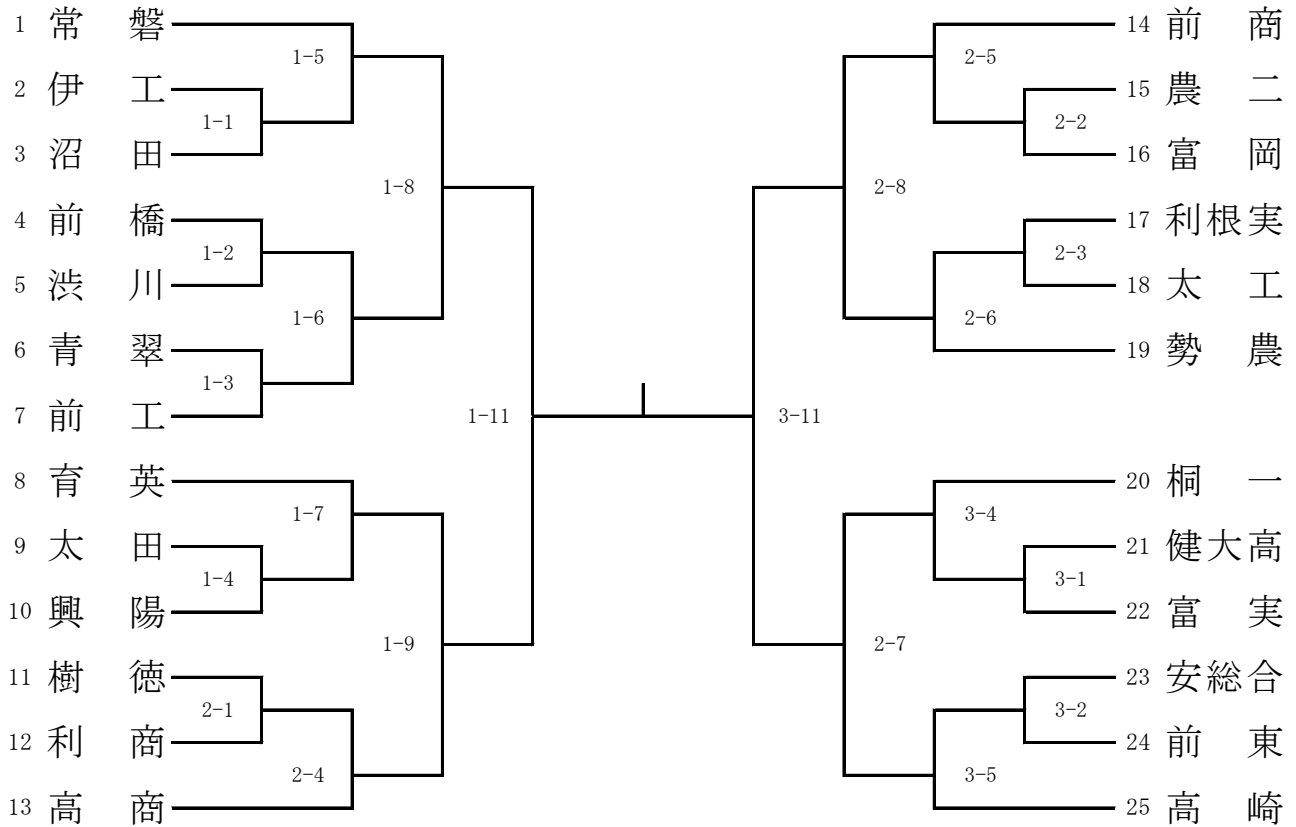 1 常 磐
1-5
2 伊 工
1-1
3 沼 田
1-8
4 前 橋
1-2
5 渋 川
1-6
6 青 翠
1-3
7 前 工
1-11
8 育 英
1-7
9 太 田
1-4
10 興 陽
1-9
11 樹 徳
2-1
12 利 商
2-4
13 高 商
14 前 商
2-5
15 農 二
2-2
16 富 岡
2-8
17 利根実
2-3
18 太 工
2-6
19 勢 農
3-11
20 桐 一
3-4
21 健大高
3-1
22 富 実
2-7
23 安総合
3-2
24 前 東
3-5
25 高 崎